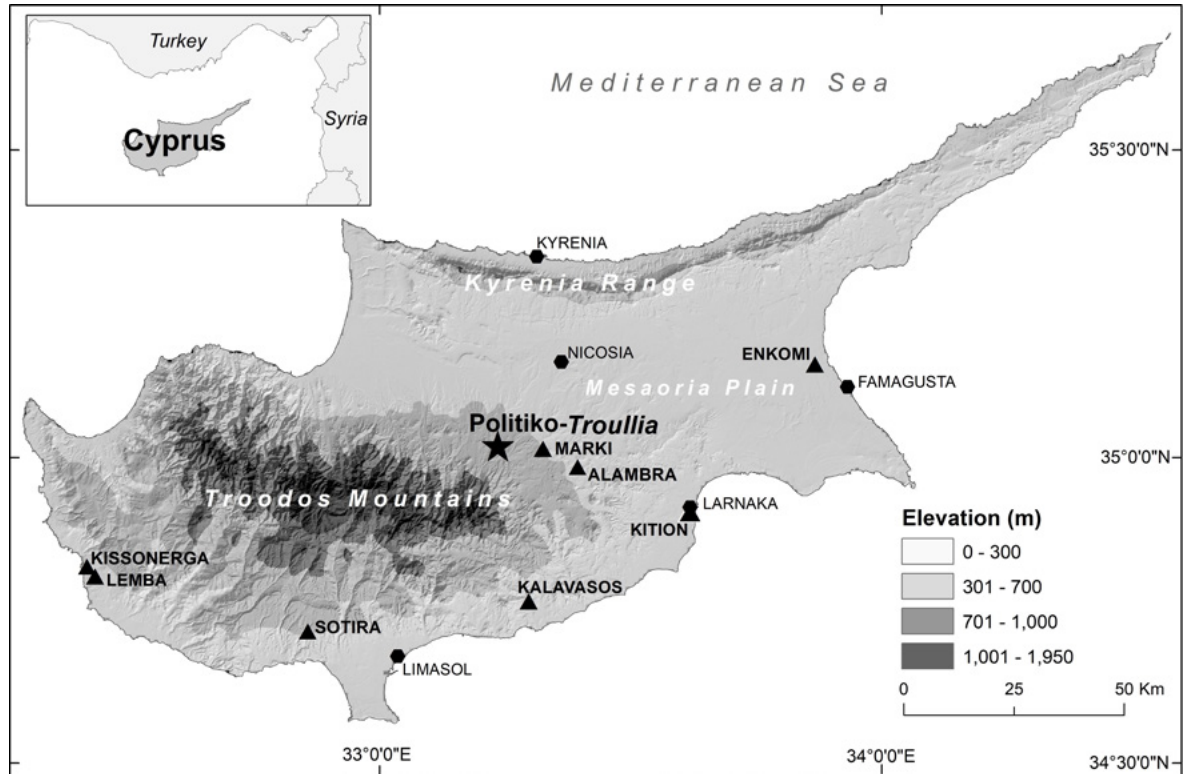 Turkey
Syria
Cyprus
Mediterranean Sea
35°30'0"N
KYRENIA
Kyrenia Range
NICOSIA
ENKOMI
Mesaoria Plain
FAMAGUSTA
Politiko-Troullia
MARKI
35°0'0"N
ALAMBRA
Troodos Mountains
LARNAKA
KITION
Elevation (m)
0 - 300
301 - 700
701 - 1,000
1,001 - 1,950
0 25 50 Km
KISSONERGA
LEMBA
KALAVASOS
SOTIRA
LIMASOL
33°0'0"E
34°0'0"E
34°30'0"N